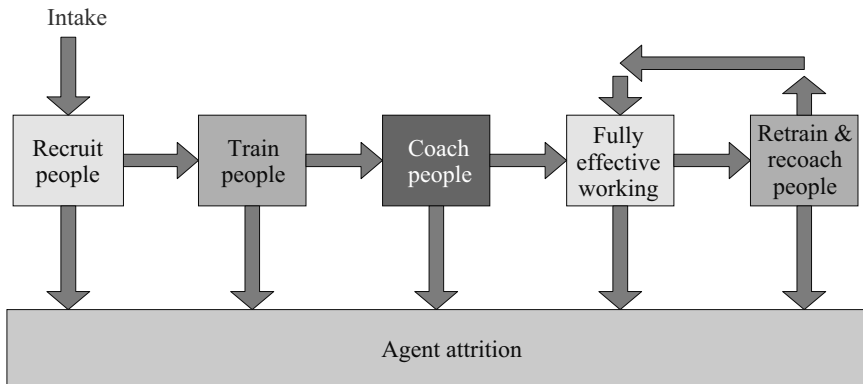 Intake
Recruit
people
Train
people
Coach
people
Fully
effective
working
Retrain &
recoach
people
Agent attrition